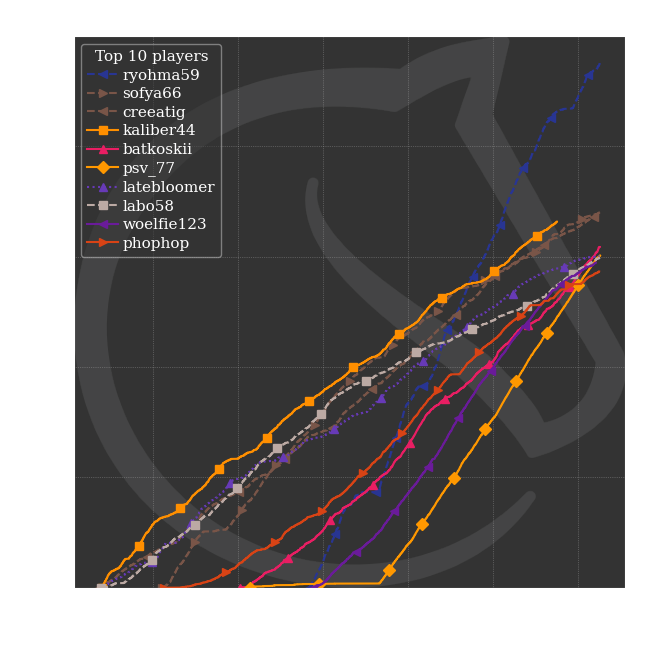 Top 10 players
ryohma59
sofya66
creeatig
kaliber44
batkoskii
psv_77
latebloomer
labo58
woelfie123
phophop